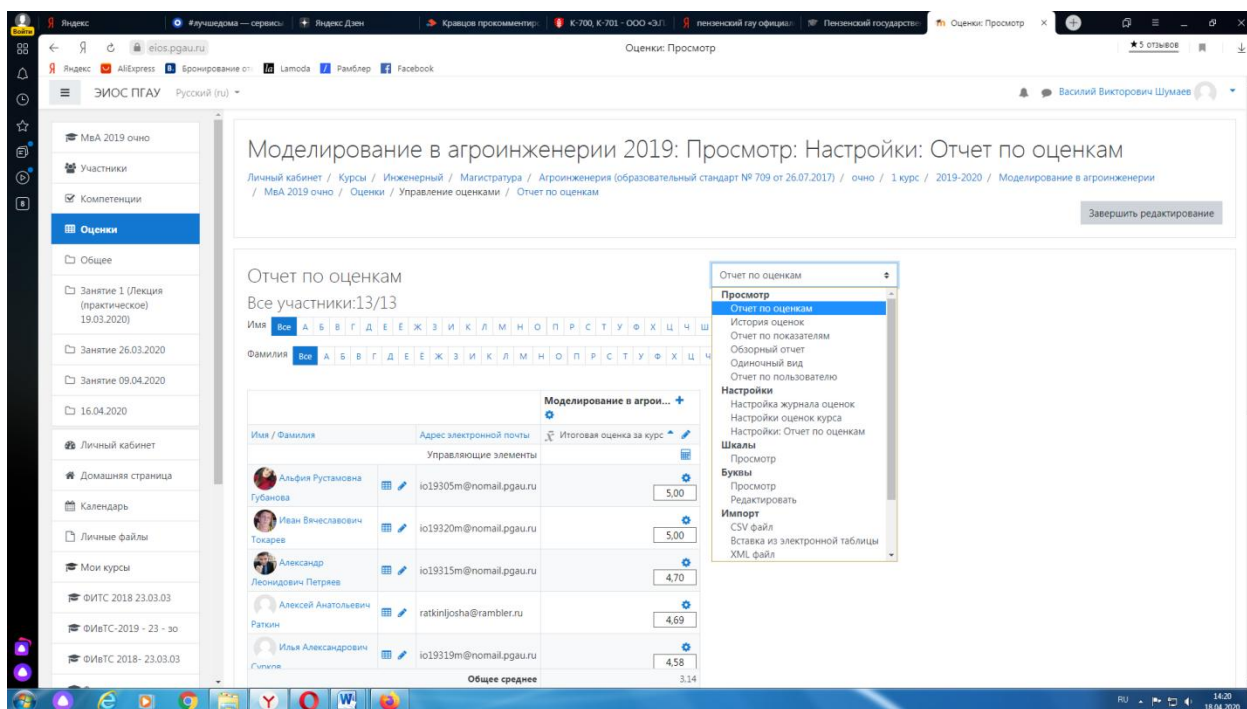 Войти
Яндекс
#лучшедома — сервисы
Яндекс Дзен
Кравцов прокомментир
К-700, К-701 - ООО «ЭЛ
пензенский гау официал
Пензенский государстве
Оценки: Просмотр
eios.pgau.ru
Оценки: Просмотр
★5 отзывов
Яндекс AliExpress Бронирование от Lamoda Рамблер Facebook
ЭИОС ПГАУ Русский (ru)
Василий Викторович Шумаев
МвА 2019 очно
Участники
Компетенции
Оценки
Общее
Занятие 1 (Лекция
(практическое)
19.03.2020)
Занятие 26.03.2020
Занятие 09.04.2020
16.04.2020
Личный кабинет
Домашняя страница
Календарь
Личные файлы
Мои курсы
ФИТС 2018 23.03.03
ФИвТС-2019 - 23 - зо
ФИвТС 2018- 23.03.03
Моделирование в агроинженерии 2019: Просмотр: Настройки: Отчет по оценкам
Личный кабинет / Курсы / Инженерный / Магистратура / Агроинженерия (образовательный стандарт № 709 от 26.07.2017) / очно / 1 курс / 2019-2020 / Моделирование в агроинженерии
/ МвА 2019 очно / Оценки / Управление оценками / Отчет по оценкам
Завершить редактирование
Отчет по оценкам
Все участники:13/13
Имя Все А Б В Г Д Е Ё Ж З И К Л М Н О П Р С Т У Ф Х Ц Ч Ш
Фамилия Все А Б В Г Д Е Ё Ж З И К Л М Н О П Р С Т У Ф Х Ц Ч
Моделирование в агрои...
Имя / Фамилия Адрес электронной почты x̄ Итоговая оценка за курс
Управляющие элементы
Альфия Рустамовна
Губанова
io19305m@nomail.pgau.ru
5,00
Иван Вячеславович
Токарев
io19320m@nomail.pgau.ru
5,00
Александр
Леонидович Петряев
io19315m@nomail.pgau.ru
4,70
Алексей Анатольевич
Раткин
ratkinljosha@rambler.ru
4,69
Илья Александрович
Сурков
io19319m@nomail.pgau.ru
4,58
Общее среднее 3.14
Отчет по оценкам
Просмотр
Отчет по оценкам
История оценок
Отчет по показателям
Обзорный отчет
Одиночный вид
Отчет по пользователю
Настройки
Настройка журнала оценок
Настройки оценок курса
Настройки: Отчет по оценкам
Шкалы
Просмотр
Буквы
Просмотр
Редактировать
Импорт
CSV файл
Вставка из электронной таблицы
XML файл
RU
14:20
18.04.2020